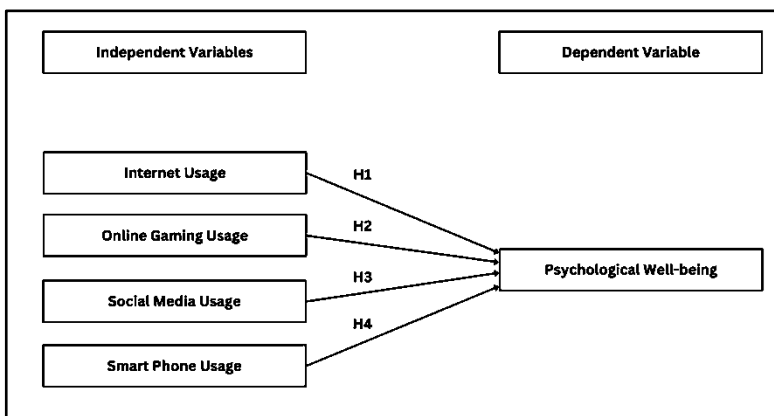 Independent Variables
Dependent Variable
Internet Usage
H1
Online Gaming Usage
H2
Social Media Usage
H3
Smart Phone Usage
H4
Psychological Well-being